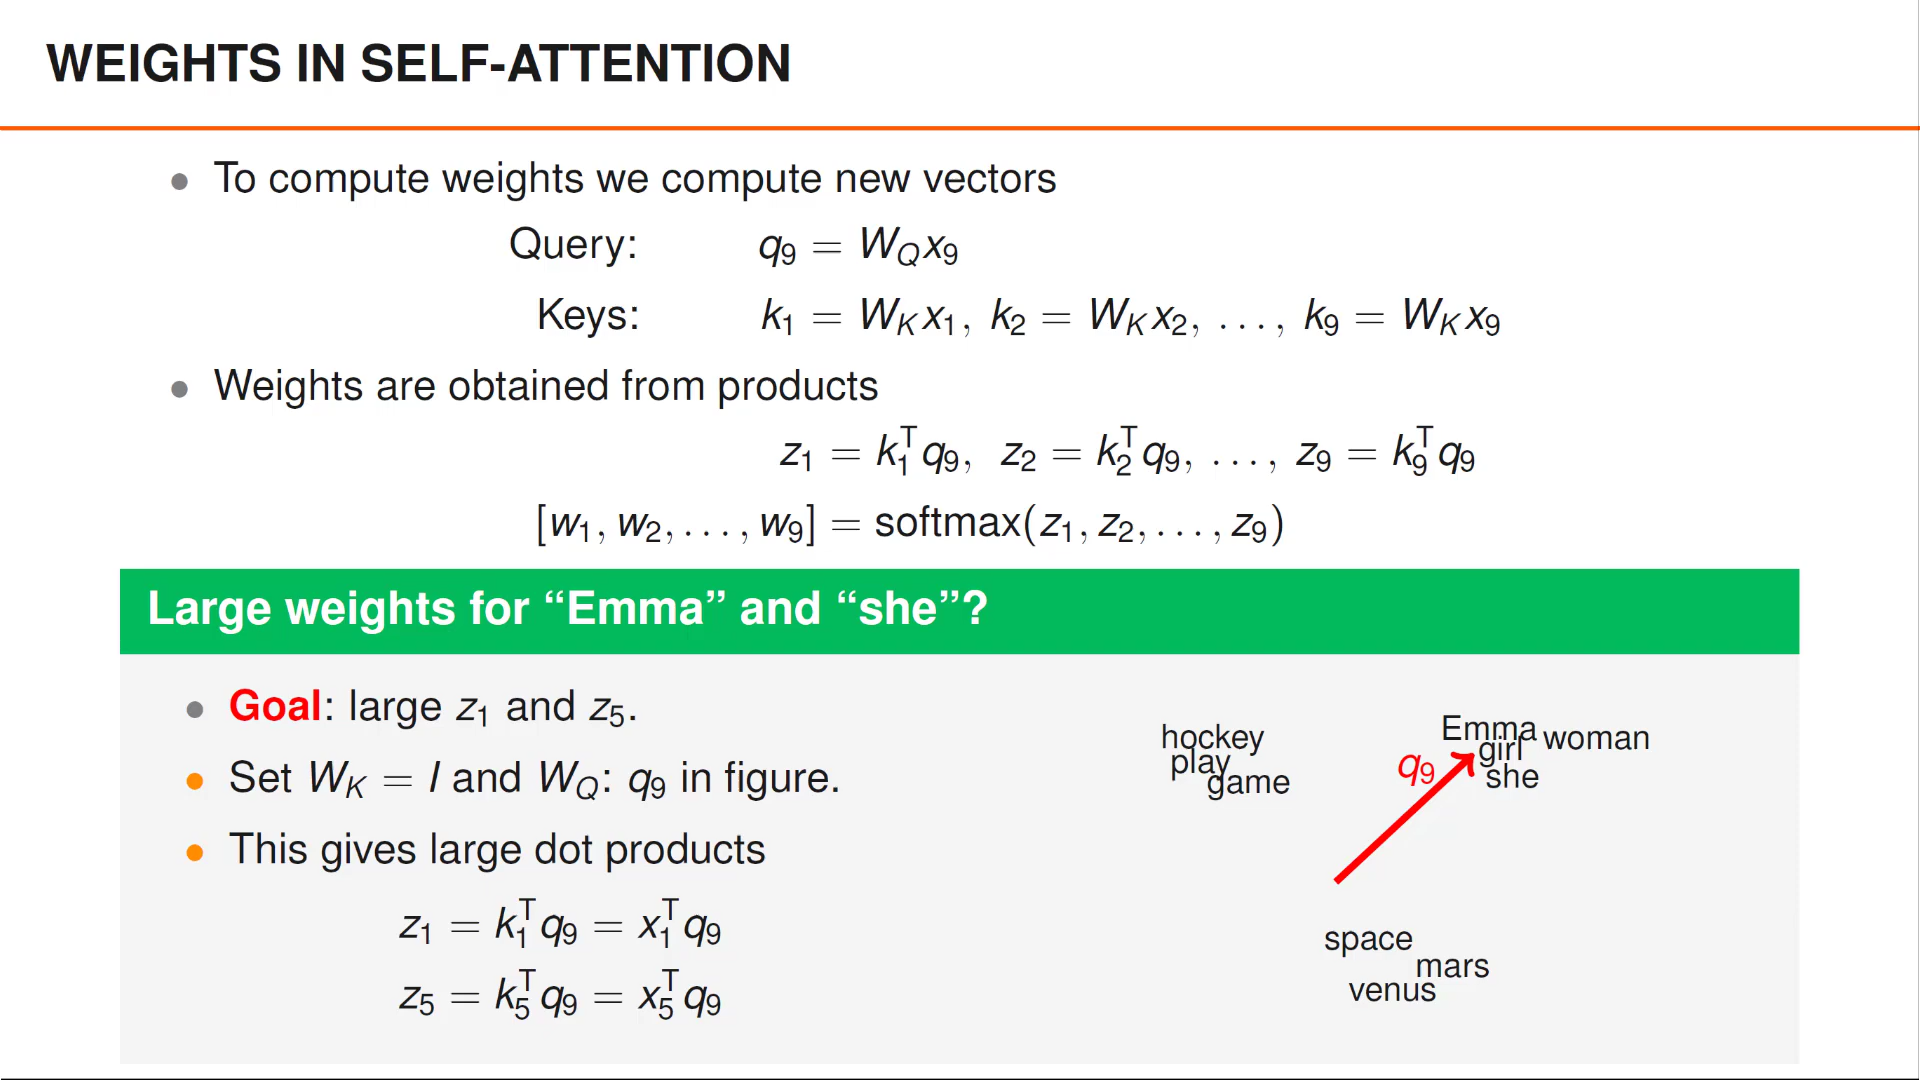 WEIGHTS IN SELF-ATTENTION
• To compute weights we compute new vectors
Query: q₉ = W_Q x₉
Keys: k₁ = W_K x₁, k₂ = W_K x₂, ..., k₉ = W_K x₉
• Weights are obtained from products
z₁ = k₁ᵀq₉, z₂ = k₂ᵀq₉, ..., z₉ = k₉ᵀq₉
[w₁, w₂, ..., w₉] = softmax(z₁, z₂, ..., z₉)
Large weights for “Emma” and “she”?
• Goal: large z₁ and z₅.
• Set W_K = I and W_Q: q₉ in figure.
• This gives large dot products
z₁ = k₁ᵀq₉ = x₁ᵀq₉
z₅ = k₅ᵀq₉ = x₅ᵀq₉
hockey
play
game
Emma
girl
woman
she
q₉
space
mars
venus